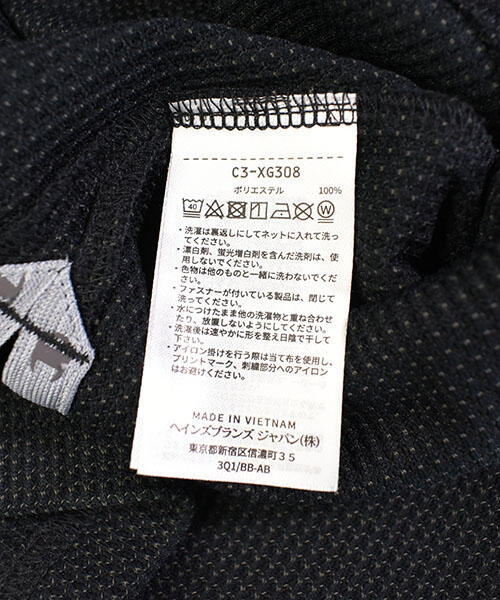 C3-XG308
ポリエステル 100%
40 W
・洗濯は裏返しにしてネットに入れて洗っ
てください。
・漂白剤、蛍光増白剤を含んだ洗剤は、使
用しないでください。
・色物は他のものと一緒に洗わないでくだ
さい。
・ファスナーが付いている製品は、閉じて
洗ってください。
・水につけたまま他の洗濯物と重ね合わせ
たり、放置しないようにしてください。
・洗濯後は速やかに形を整え日陰で干して
下さい。
・アイロン掛けを行う際は当て布を使用し、
プリントマーク、刺繍部分へのアイロン
はお避けください。
MADE IN VIETNAM
ヘインズブランズ ジャパン(株)
東京都新宿区信濃町35
3Q1/BB-AB